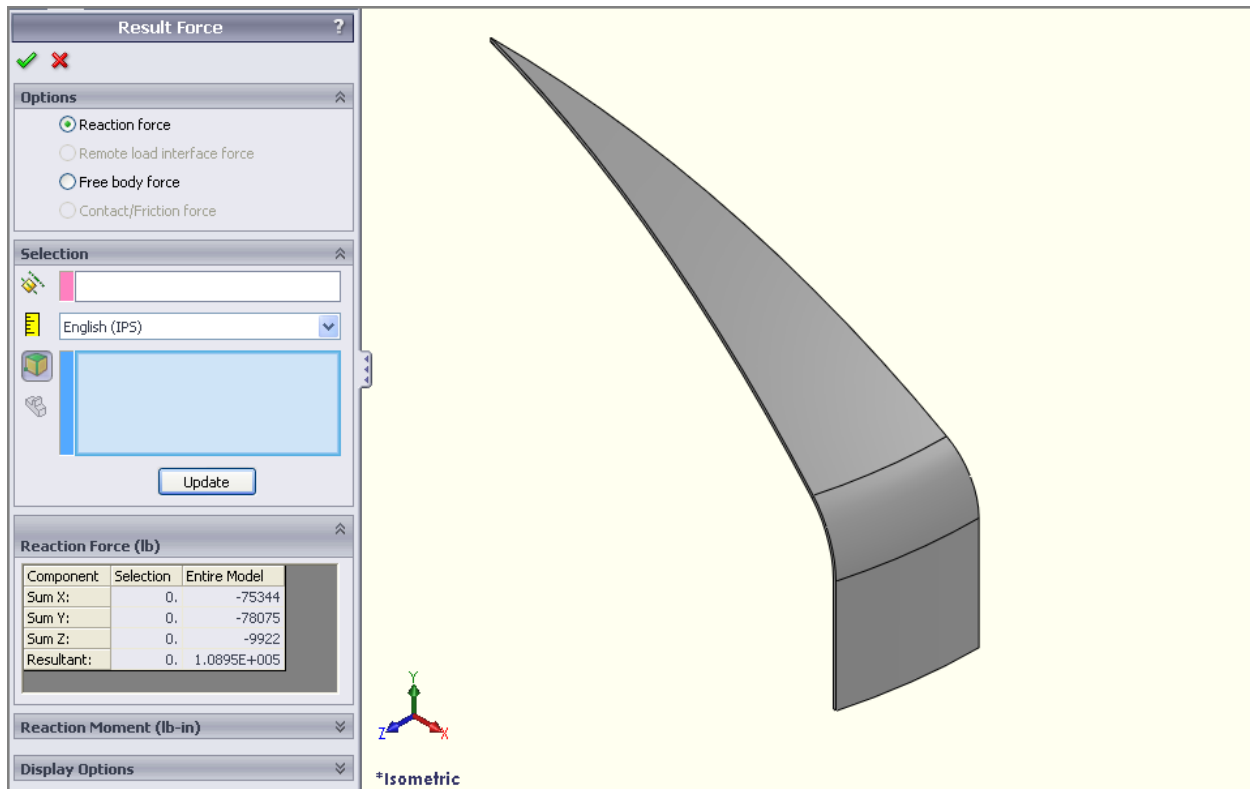 Result Force ?
Options
Reaction force
Remote load interface force
Free body force
Contact/Friction force
Selection
English (IPS)
Update
Reaction Force (lb)
Component Selection Entire Model
Sum X: 0. -75344
Sum Y: 0. -78075
Sum Z: 0. -9922
Resultant: 0. 1.0895E+005
Reaction Moment (lb-in)
Display Options
Y
Z X
*Isometric